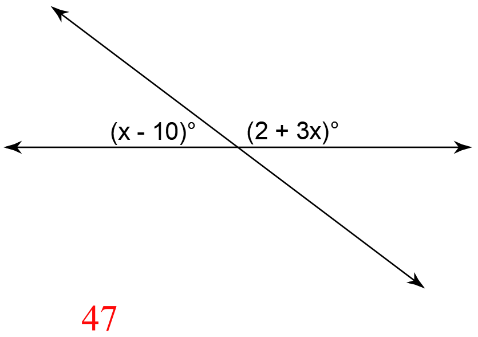 (x - 10)° (2 + 3x)°
47